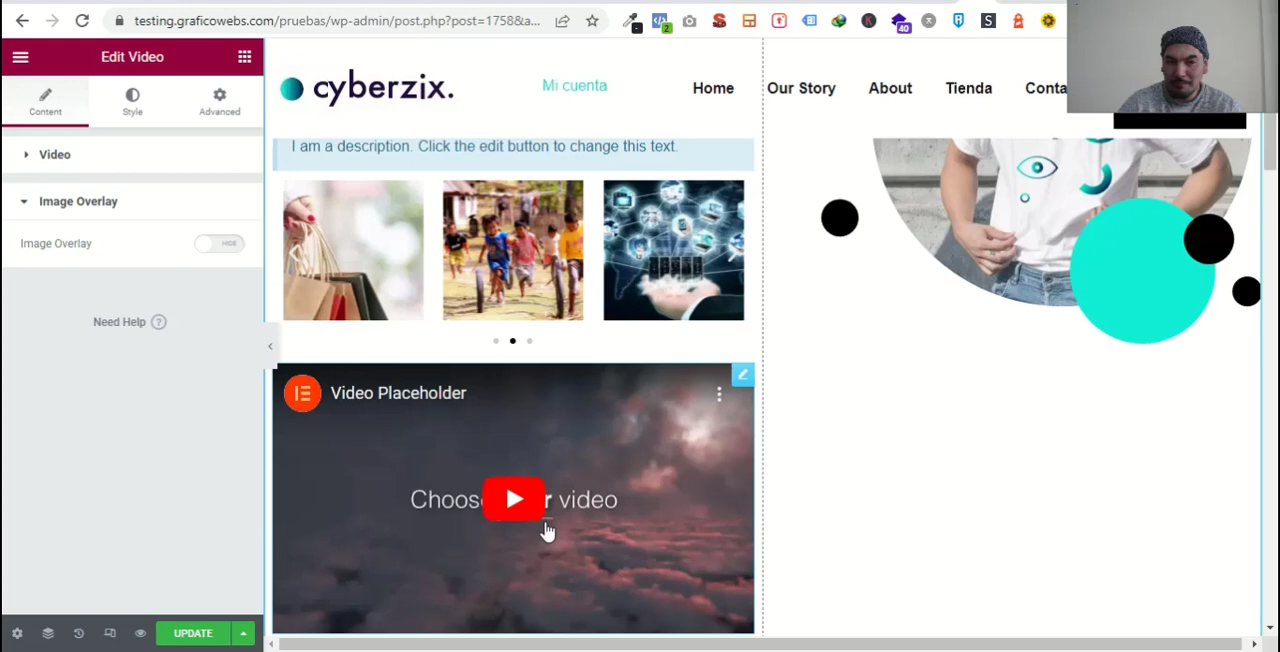 testing.graficowebs.com/pruebas/wp-admin/post.php?post=1758&a...
2
40
S
Edit Video
Content
Style
Advanced
Video
Image Overlay
Image Overlay
HIDE
Need Help ?
UPDATE
cyberzix.
Mi cuenta
Home
Our Story
About
Tienda
Conta
I am a description. Click the edit button to change this text.
Video Placeholder
video